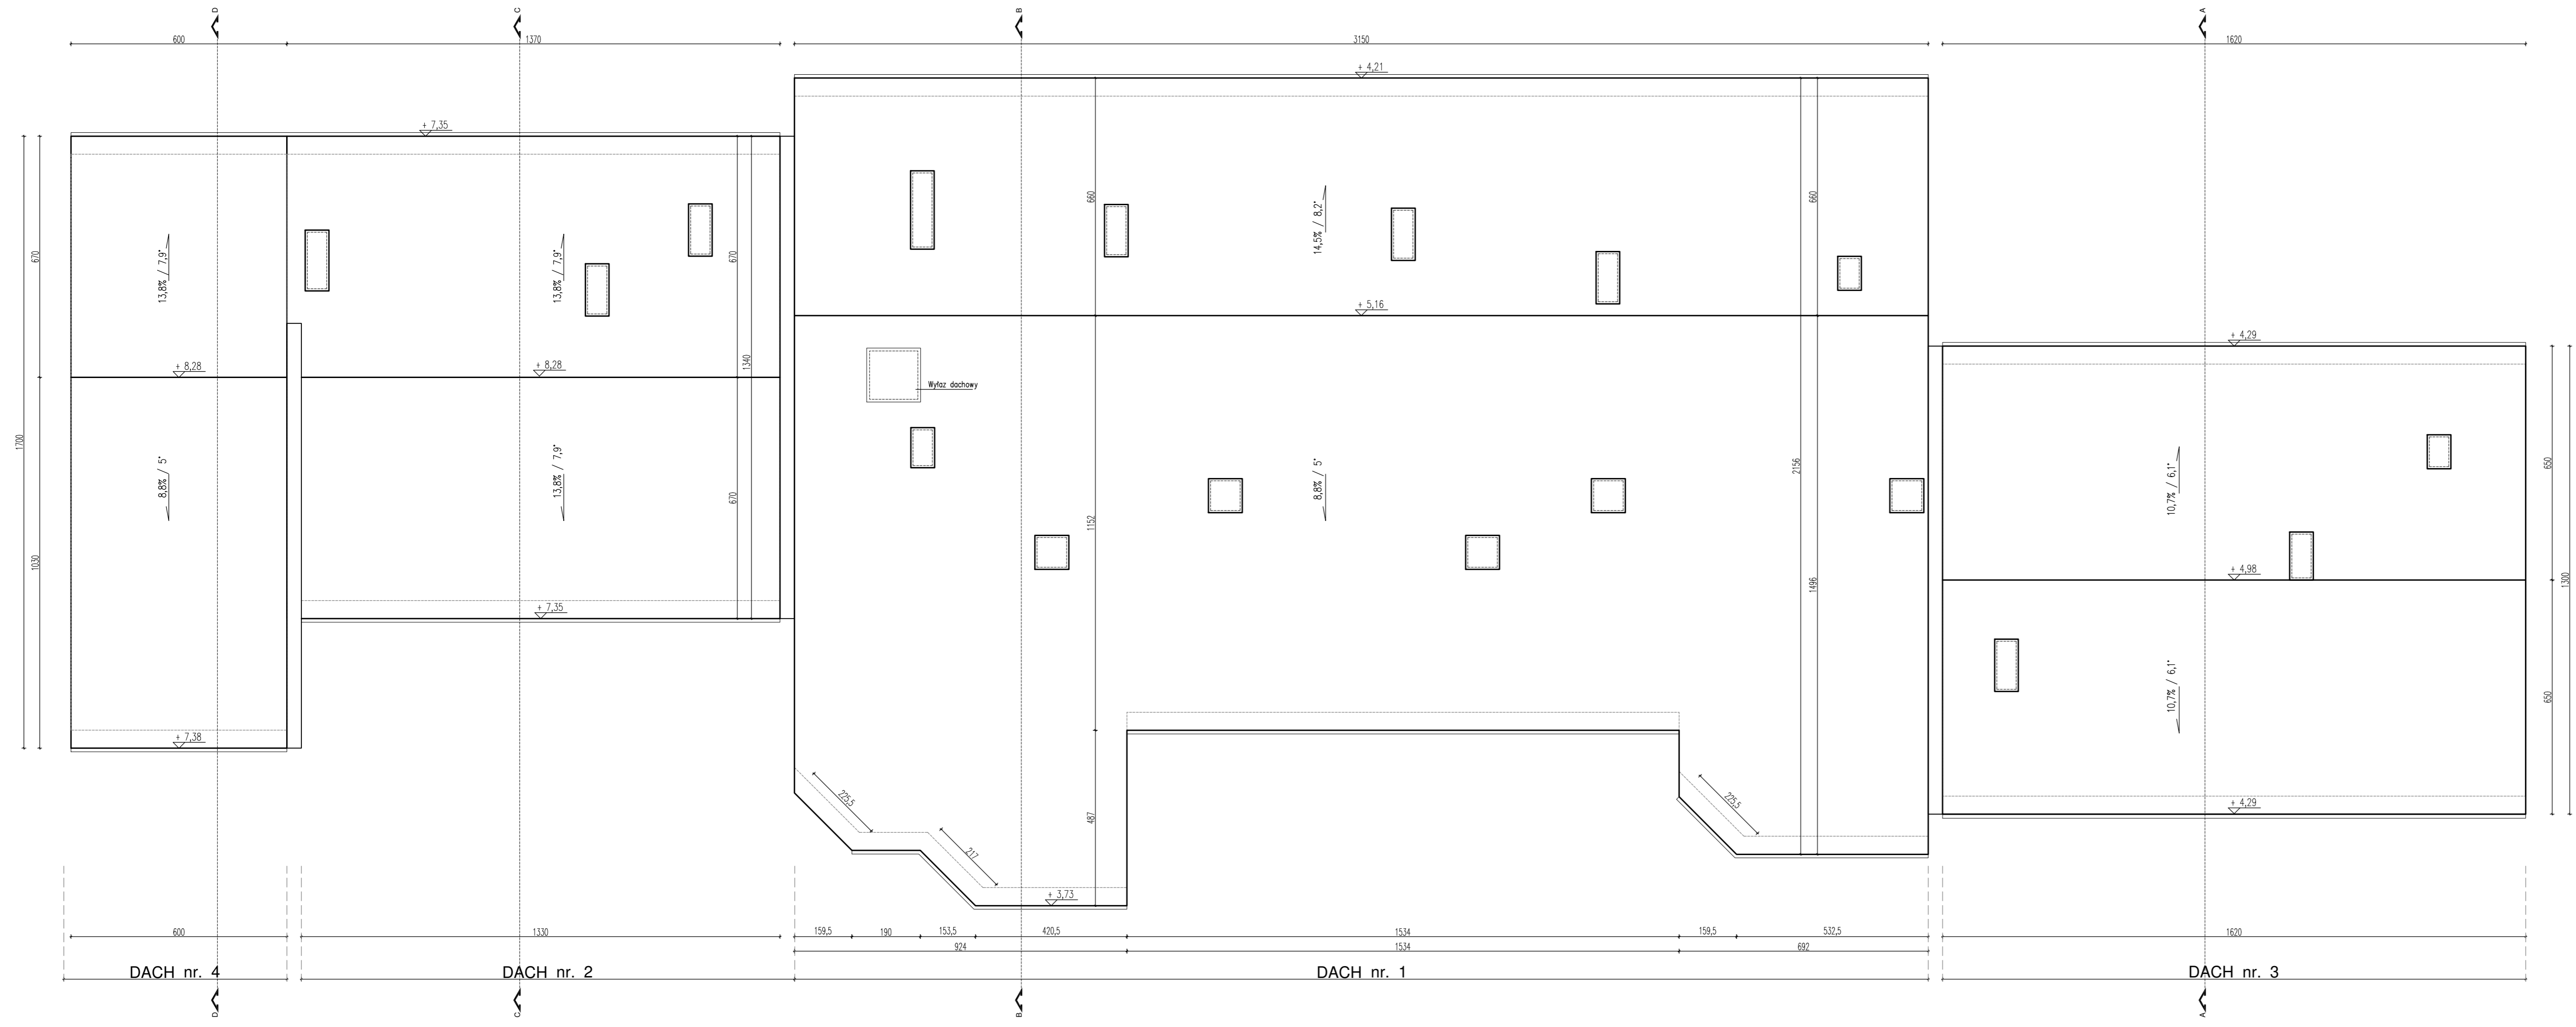 D
C
B
A
600
1370
3150
1620
+ 4,21
+ 7,35
660
660
670
670
13,8% / 7,9°
13,8% / 7,9°
14,5% / 8,2°
+ 5,16
+ 4,29
1340
+ 8,28
+ 8,28
Wyłaz dachowy
1700
8,8% / 5°
13,8% / 7,9°
670
1152
8,8% / 5°
2156
10,7% / 6,1°
650
1030
1496
+ 4,98
1300
+ 7,35
10,7% / 6,1°
650
+ 7,38
225,5
225,5
+ 4,29
487
217
+ 3,73
600
1330
159,5
190
153,5
420,5
1534
159,5
532,5
1620
924
1534
692
DACH nr. 4
DACH nr. 2
DACH nr. 1
DACH nr. 3
D
C
B
A